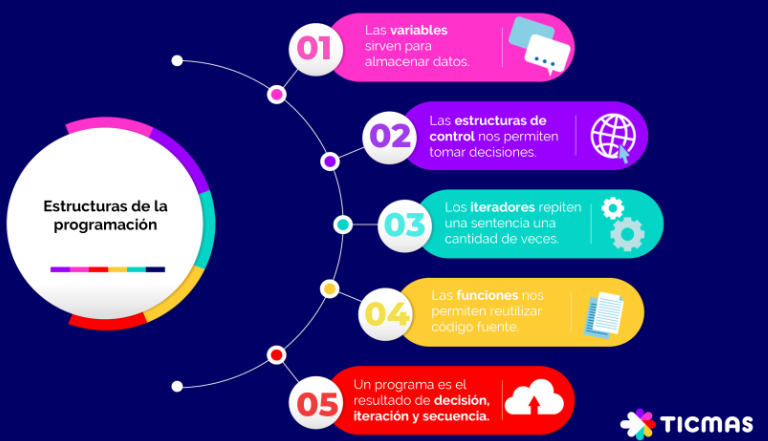 Estructuras de la
programación
01
Las variables
sirven para
almacenar datos.
02
Las estructuras de
control nos permiten
tomar decisiones.
03
Los iteradores repiten
una sentencia una
cantidad de veces.
04
Las funciones nos
permiten reutilizar
código fuente.
05
Un programa es el
resultado de decisión,
iteración y secuencia.
TICMAS